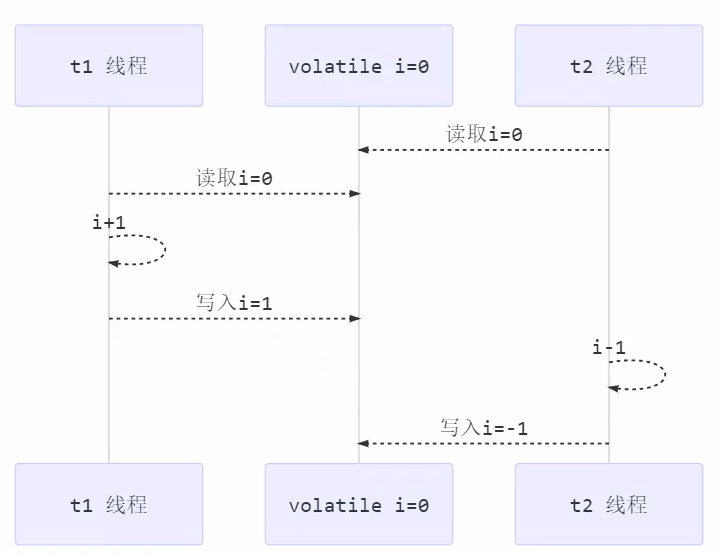 t1 线程
volatile i=0
t2 线程
读取i=0
读取i=0
i+1
写入i=1
i-1
写入i=-1
t1 线程
volatile i=0
t2 线程